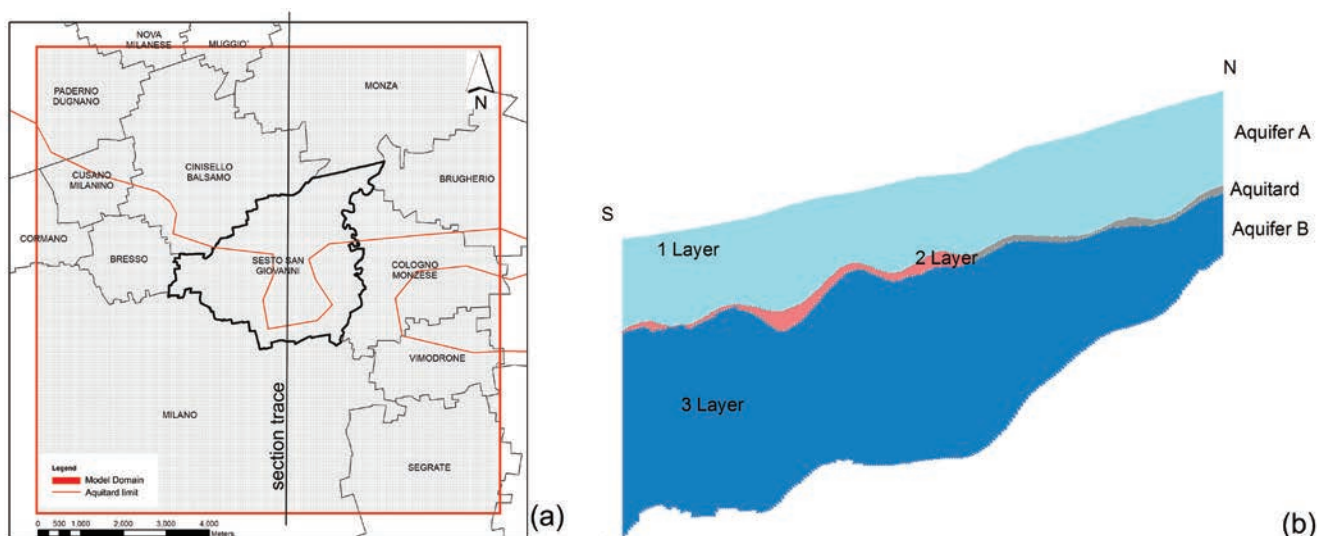 NOVA
MILANESE
MUGGIO'
PADERNO
DUGNANO
MONZA
N
CUSANO
MILANINO
CINISELLO
BALSAMO
BRUGHERIO
CORMANO
BRESSO
SESTO SAN
GIOVANNI
COLOGNO
MONZESE
VIMODRONE
MILANO
section trace
SEGRATE
Legend
Model Domain
Aquitard limit
0 500 1,000 2,000 3,000 4,000
Meters
(a)
N
Aquifer A
Aquitard
Aquifer B
S
1 Layer
2 Layer
3 Layer
(b)